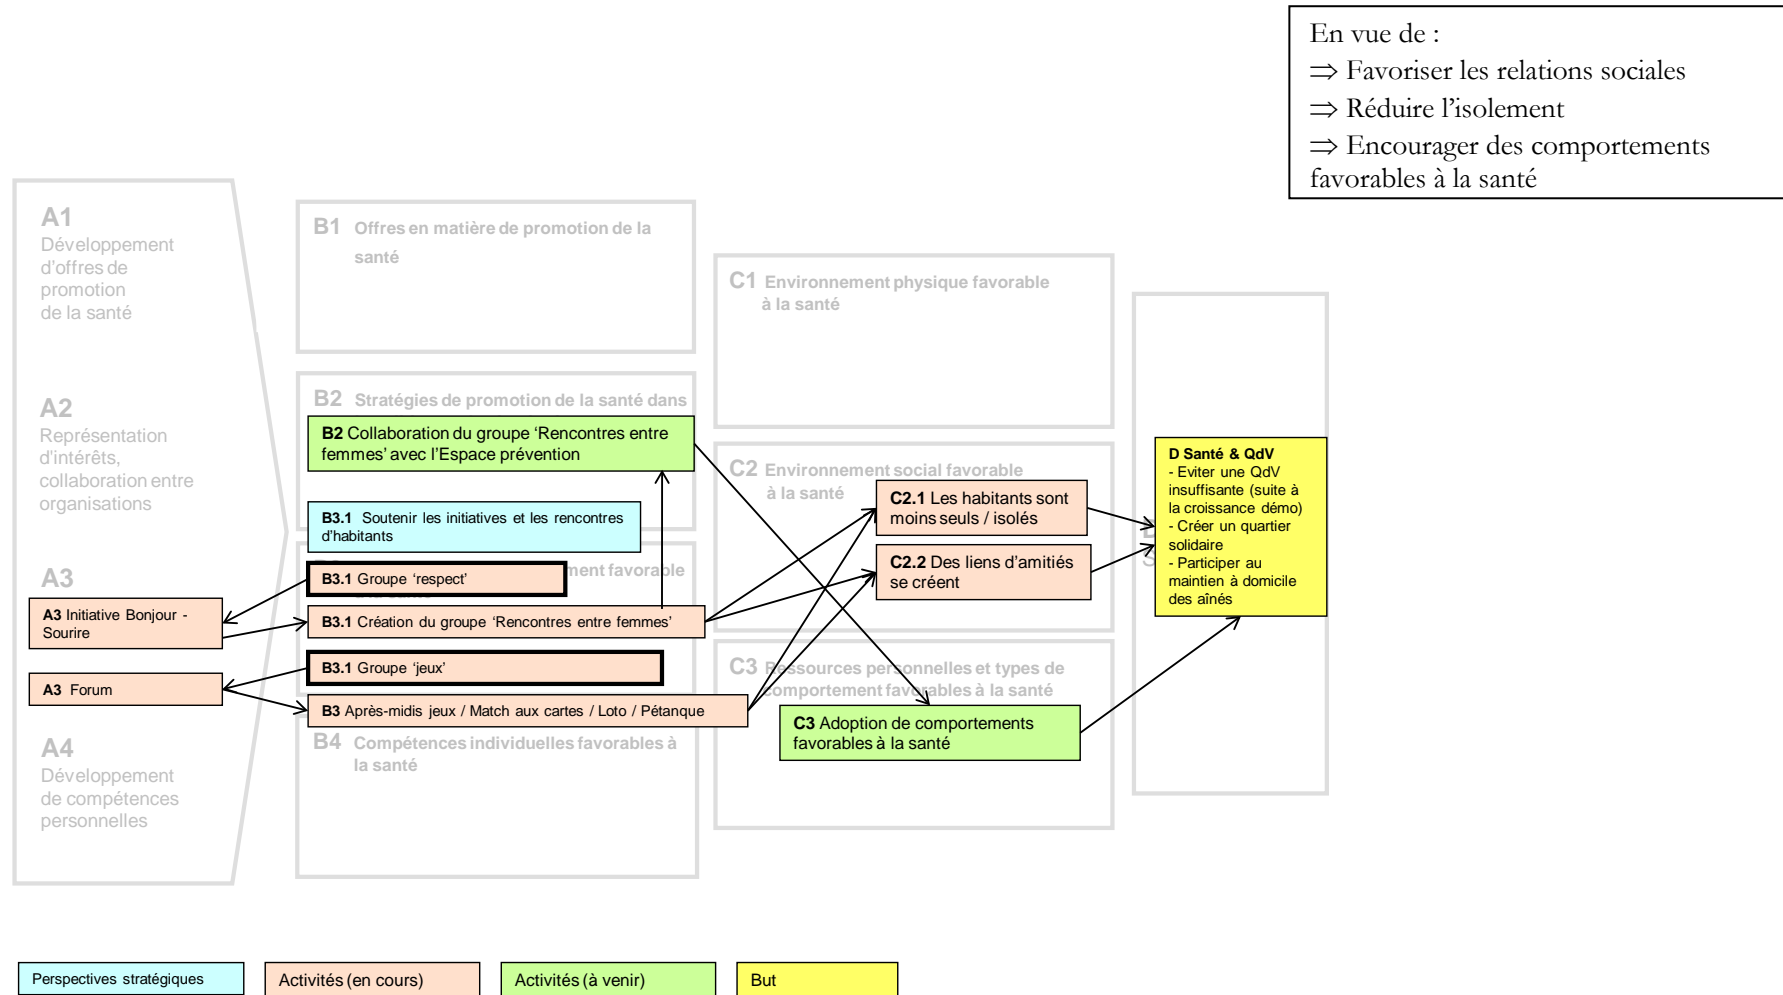 En vue de :
⇒ Favoriser les relations sociales
⇒ Réduire l’isolement
⇒ Encourager des comportements
favorables à la santé
A1
Développement
d'offres de
promotion
de la santé
A2
Représentation
d'intérêts,
collaboration entre
organisations
A3
A3 Initiative Bonjour -
Sourire
A3 Forum
A4
Développement
de compétences
personnelles
B1 Offres en matière de promotion de la
santé
B2 Stratégies de promotion de la santé dans
B2 Collaboration du groupe ‘Rencontres entre
femmes’ avec l’Espace prévention
B3.1 Soutenir les initiatives et les rencontres
d’habitants
ment favorable
B3.1 Groupe ‘respect’
B3.1 Création du groupe ‘Rencontres entre femmes’
B3.1 Groupe ‘jeux’
B3 Après-midis jeux / Match aux cartes / Loto / Pétanque
B4 Compétences individuelles favorables à
la santé
C1 Environnement physique favorable
à la santé
C2 Environnement social favorable
à la santé
C2.1 Les habitants sont
moins seuls / isolés
C2.2 Des liens d’amitiés
se créent
C3 Ressources personnelles et types de
comportement favorables à la santé
C3 Adoption de comportements
favorables à la santé
D Santé & QdV
- Eviter une QdV
insuffisante (suite à
la croissance démo)
- Créer un quartier
solidaire
- Participer au
maintien à domicile
des aînés
Perspectives stratégiques
Activités (en cours)
Activités (à venir)
But